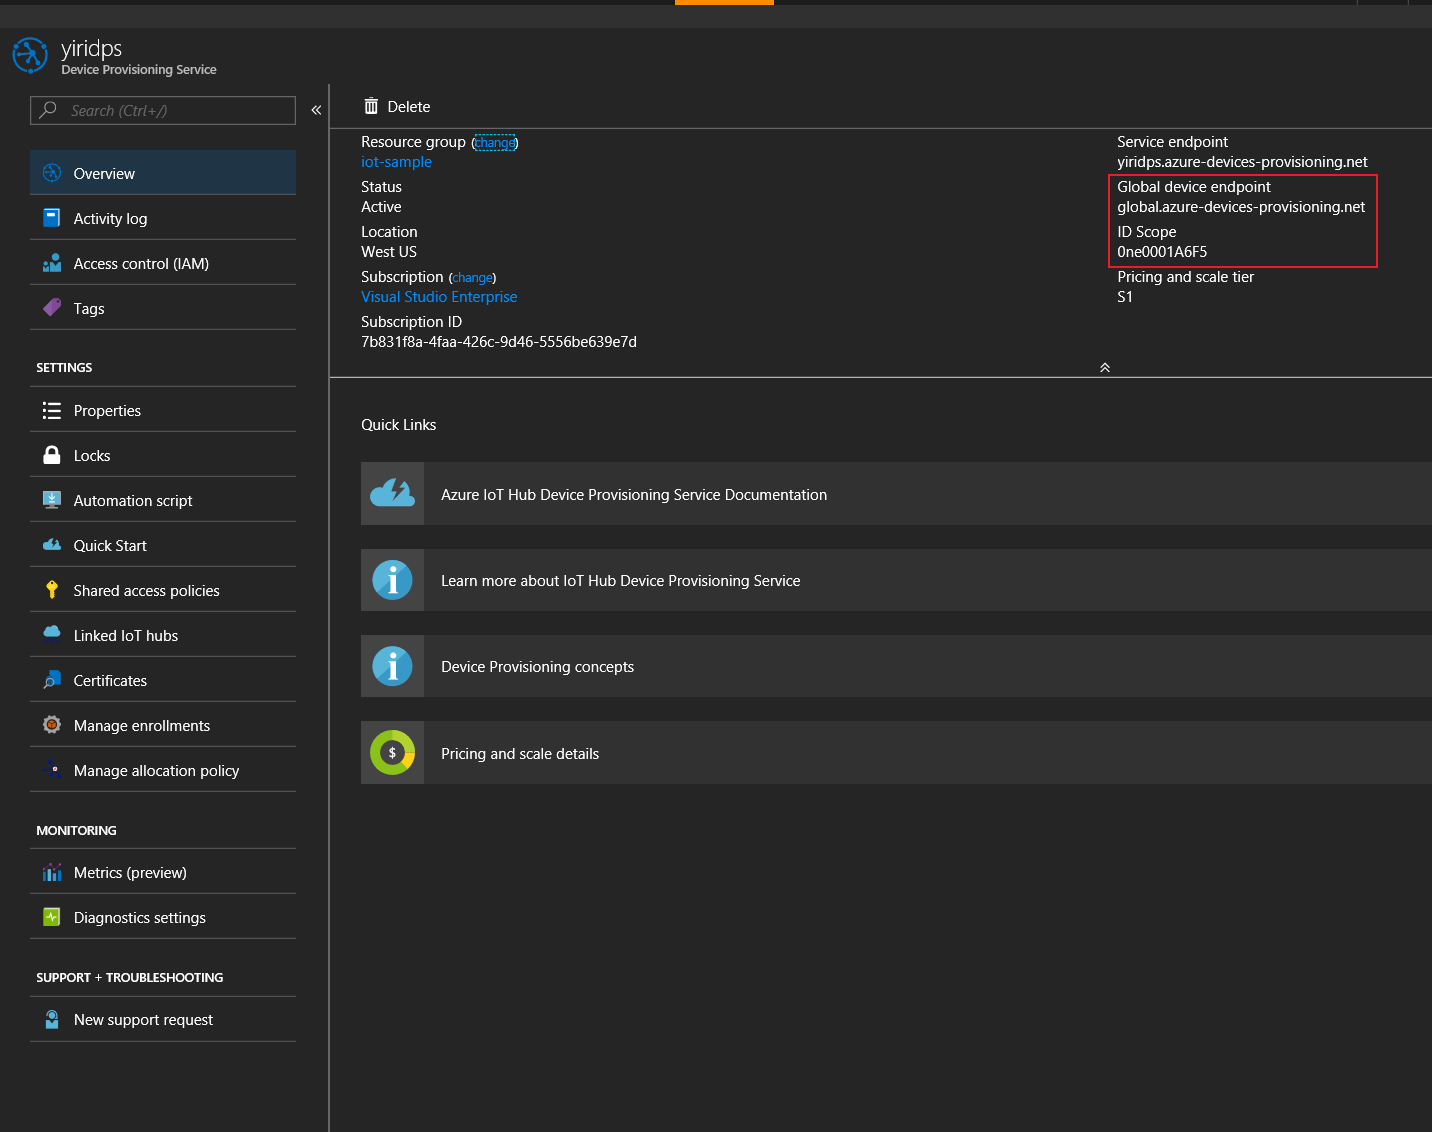 yiridps
Device Provisioning Service
Search (Ctrl+/)
«
Overview
Activity log
Access control (IAM)
Tags
SETTINGS
Properties
Locks
Automation script
Quick Start
Shared access policies
Linked IoT hubs
Certificates
Manage enrollments
Manage allocation policy
MONITORING
Metrics (preview)
Diagnostics settings
SUPPORT + TROUBLESHOOTING
New support request
Delete
Resource group (change)
iot-sample
Status
Active
Location
West US
Subscription (change)
Visual Studio Enterprise
Subscription ID
7b831f8a-4faa-426c-9d46-5556be639e7d
Service endpoint
yiridps.azure-devices-provisioning.net
Global device endpoint
global.azure-devices-provisioning.net
ID Scope
0ne0001A6F5
Pricing and scale tier
S1
Quick Links
Azure IoT Hub Device Provisioning Service Documentation
Learn more about IoT Hub Device Provisioning Service
Device Provisioning concepts
Pricing and scale details